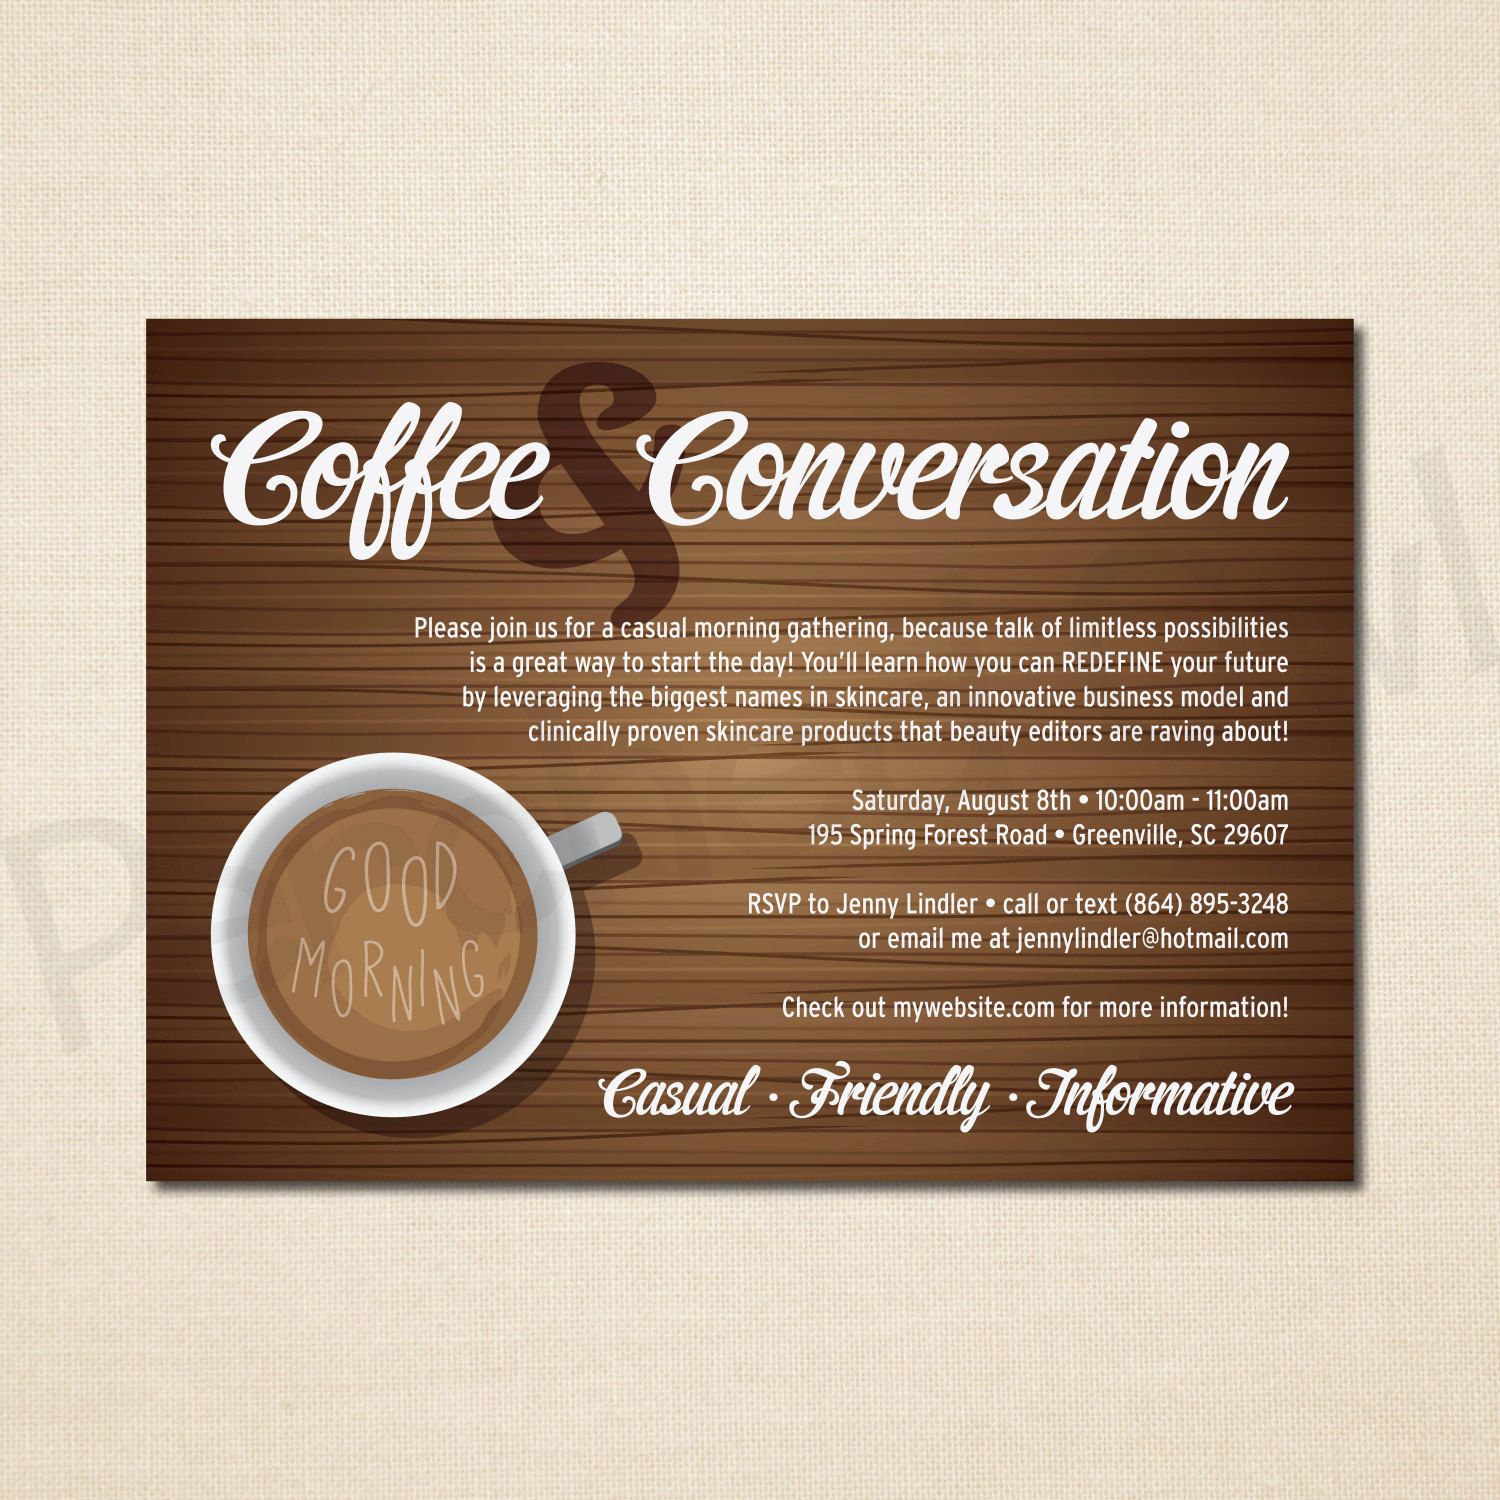 Coffee & Conversation
Please join us for a casual morning gathering, because talk of limitless possibilities
is a great way to start the day! You'll learn how you can REDEFINE your future
by leveraging the biggest names in skincare, an innovative business model and
clinically proven skincare products that beauty editors are raving about!
Saturday, August 8th • 10:00am - 11:00am
195 Spring Forest Road • Greenville, SC 29607
RSVP to Jenny Lindler • call or text (864) 895-3248
or email me at jennylindler@hotmail.com
Check out mywebsite.com for more information!
GOOD
MORNING
Casual · Friendly · Informative